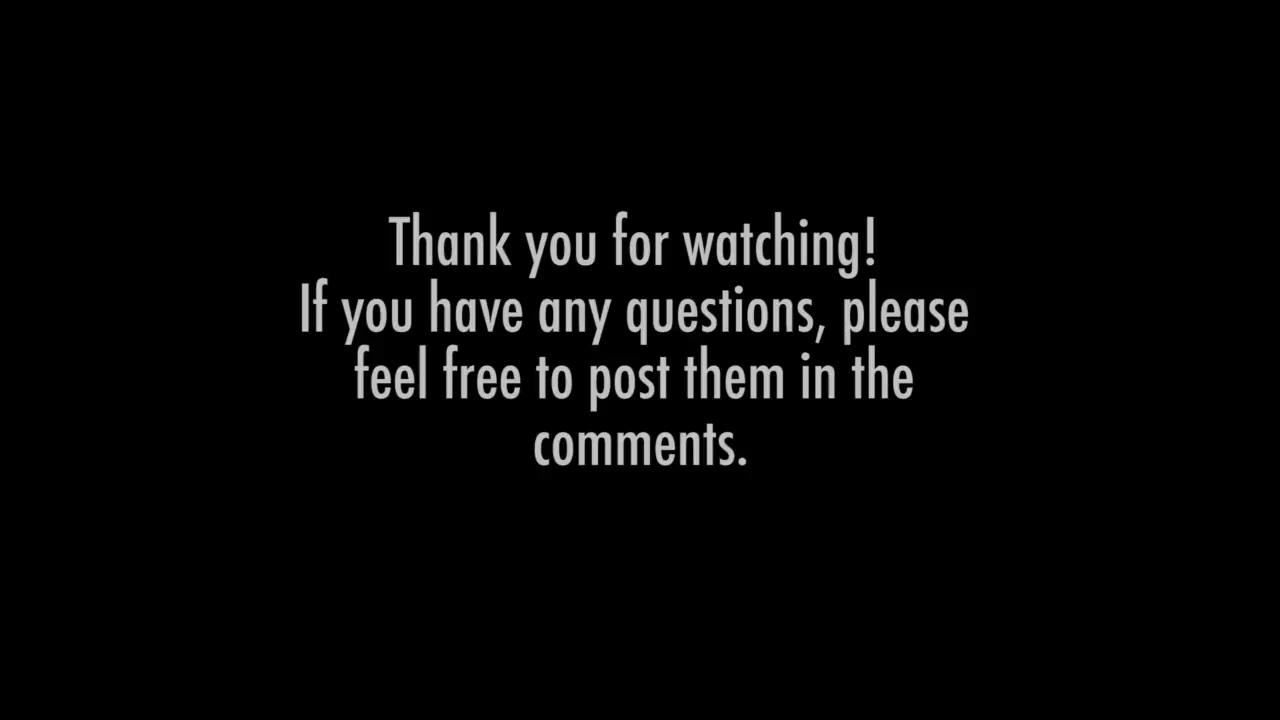 Thank you for watching!
If you have any questions, please
feel free to post them in the
comments.